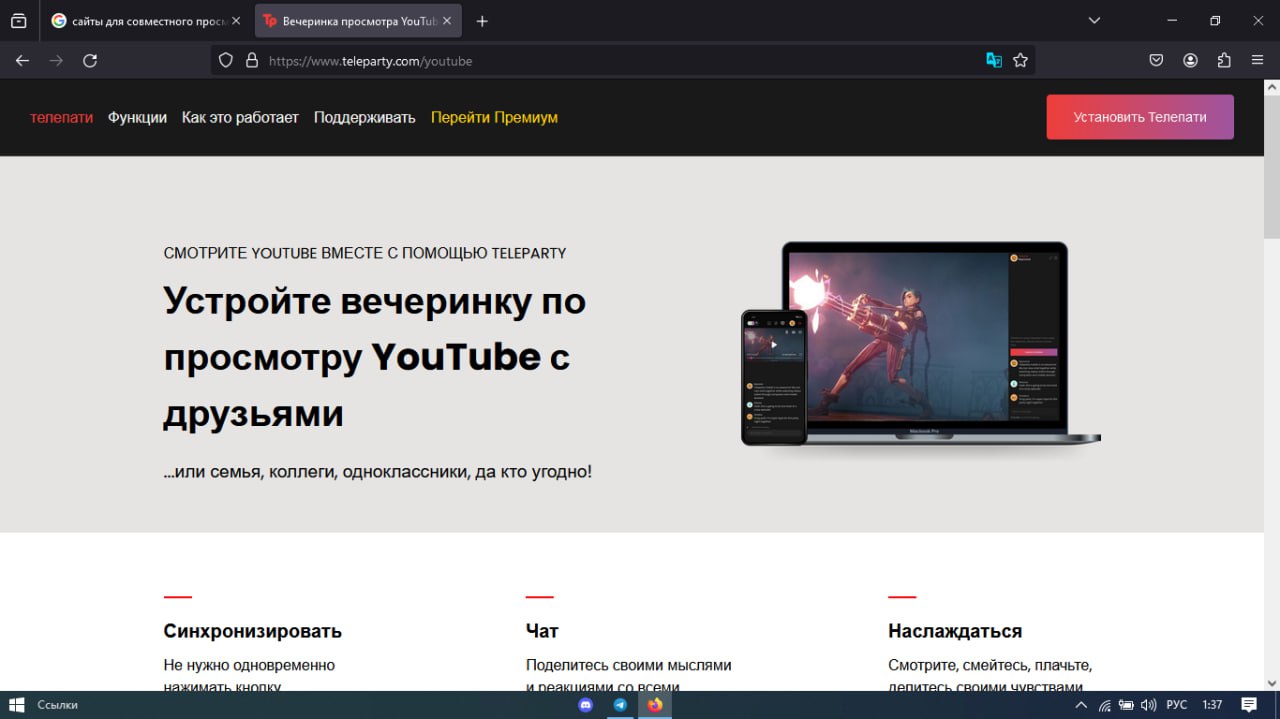 сайты для совместного просм
Вечеринка просмотра YouTub
https://www.teleparty.com/youtube
телепати Функции Как это работает Поддерживать Перейти Премиум
Установить Телепати
СМОТРИТЕ YOUTUBE ВМЕСТЕ С ПОМОЩЬЮ TELEPARTY
Устройте вечеринку по
просмотру YouTube с
друзьями
...или семья, коллеги, одноклассники, да кто угодно!
Macbook Pro
Синхронизировать
Не нужно одновременно
нажимать кнопку
Чат
Поделитесь своими мыслями
и реакциями со всеми
Наслаждаться
Смотрите, смейтесь, плачьте,
делитесь своими чувствами
Ссылки
РУС
1:37